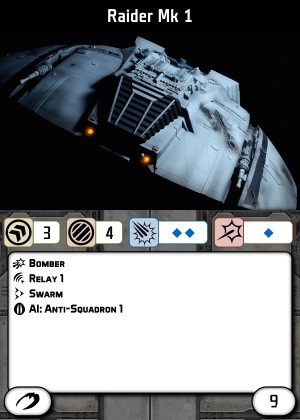 Raider Mk 1
3 4
Bomber
Relay 1
Swarm
AI: Anti-Squadron 1
9